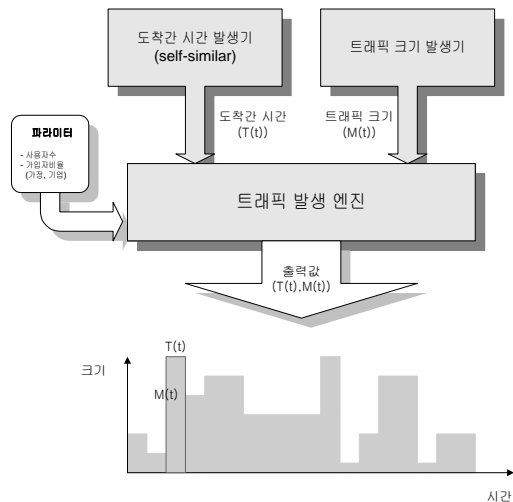 도착간 시간 발생기
(self-similar)
트래픽 크기 발생기
도착간 시간
(T(t))
트래픽 크기
(M(t))
파라미터
- 사용자수
- 가입자비율
(가정, 기업)
트래픽 발생 엔진
출력값
(T(t),M(t))
T(t)
크기
M(t)
시간